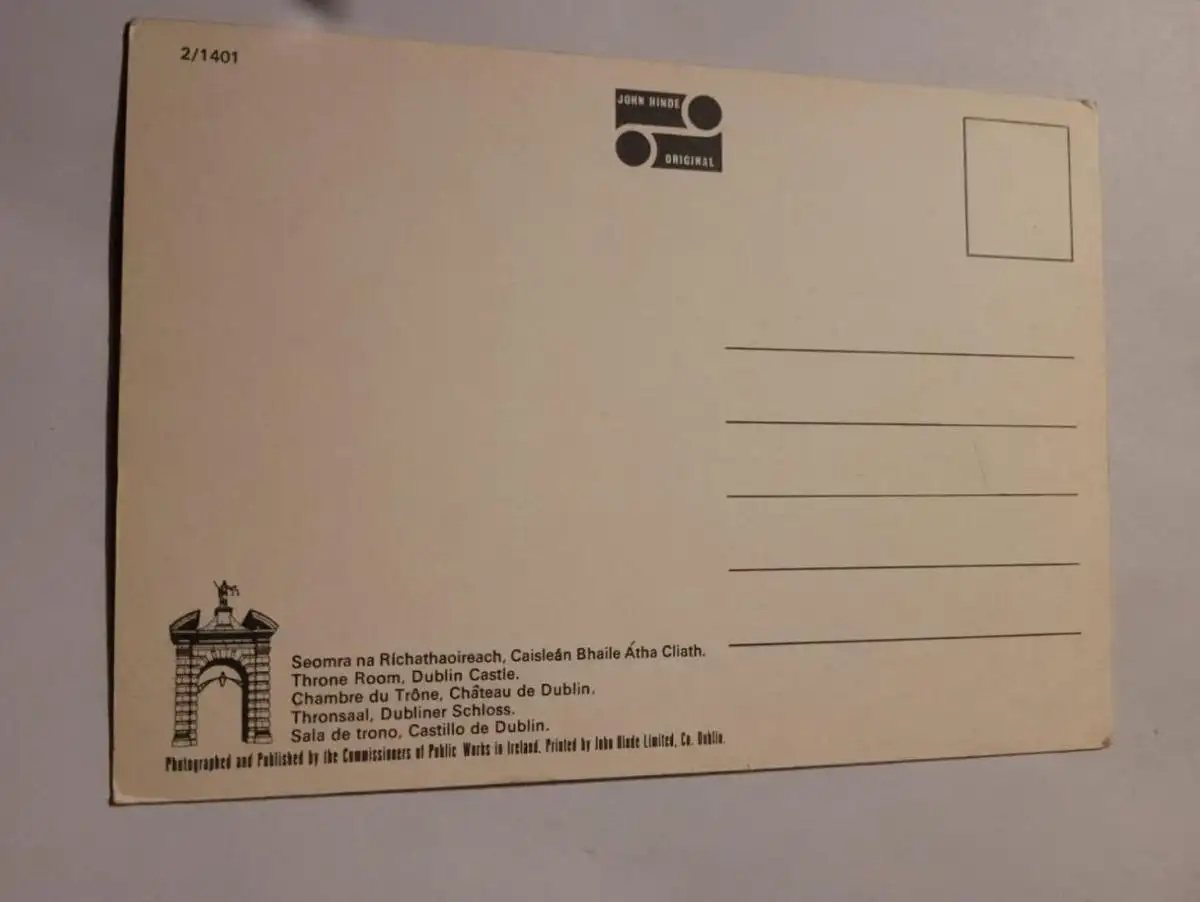 2/1401
JOHN HINDE
ORIGINAL
Seomra na Ríchathaoireach, Caisleán Bhaile Átha Cliath.
Throne Room, Dublin Castle.
Chambre du Trône, Château de Dublin.
Thronsaal, Dubliner Schloss.
Sala de trono, Castillo de Dublin.
Photographed and Published by the Commissioners of Public Works in Ireland. Printed by John Hinde Limited, Co. Dublin.